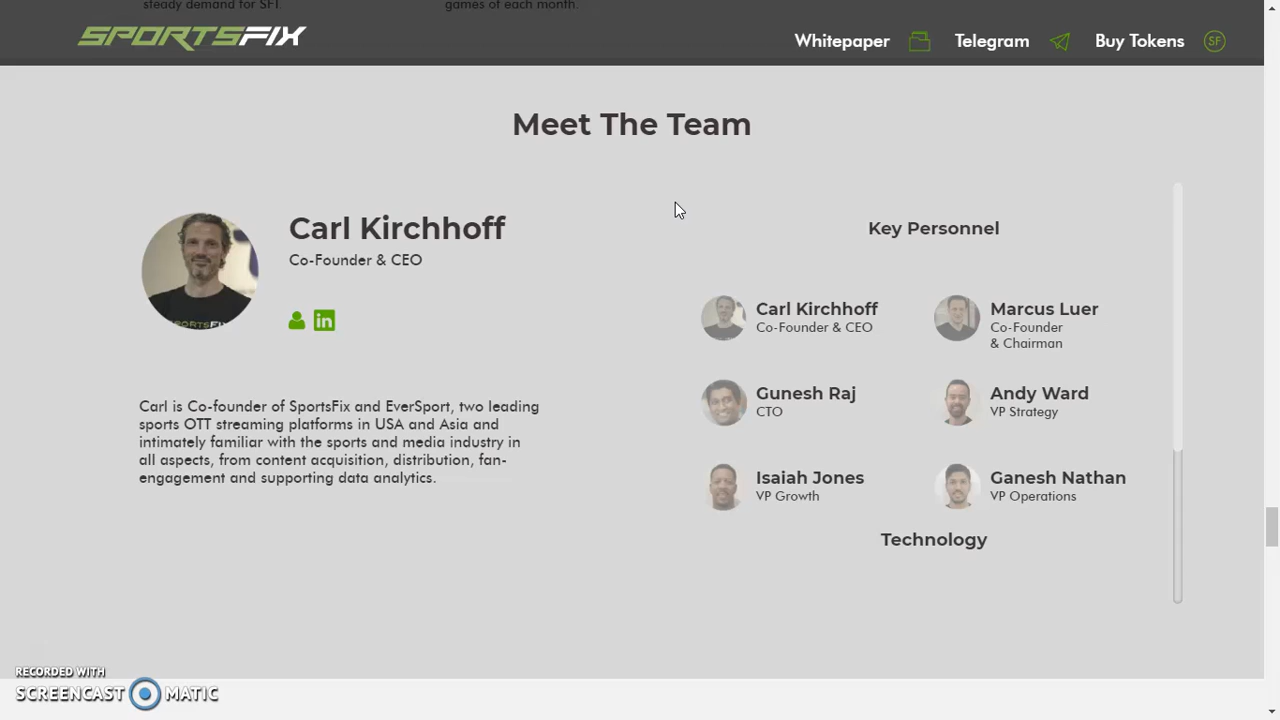 steady demand for SFT.
games of each month.
SPORTSFIX
Whitepaper
Telegram
Buy Tokens
SF
Meet The Team
Carl Kirchhoff
Co-Founder & CEO
in
Carl is Co-founder of SportsFix and EverSport, two leading
sports OTT streaming platforms in USA and Asia and
intimately familiar with the sports and media industry in
all aspects, from content acquisition, distribution, fan-
engagement and supporting data analytics.
Key Personnel
Carl Kirchhoff
Co-Founder & CEO
Marcus Luer
Co-Founder
& Chairman
Gunesh Raj
CTO
Andy Ward
VP Strategy
Isaiah Jones
VP Growth
Ganesh Nathan
VP Operations
Technology
RECORDED WITH
SCREENCAST MATIC